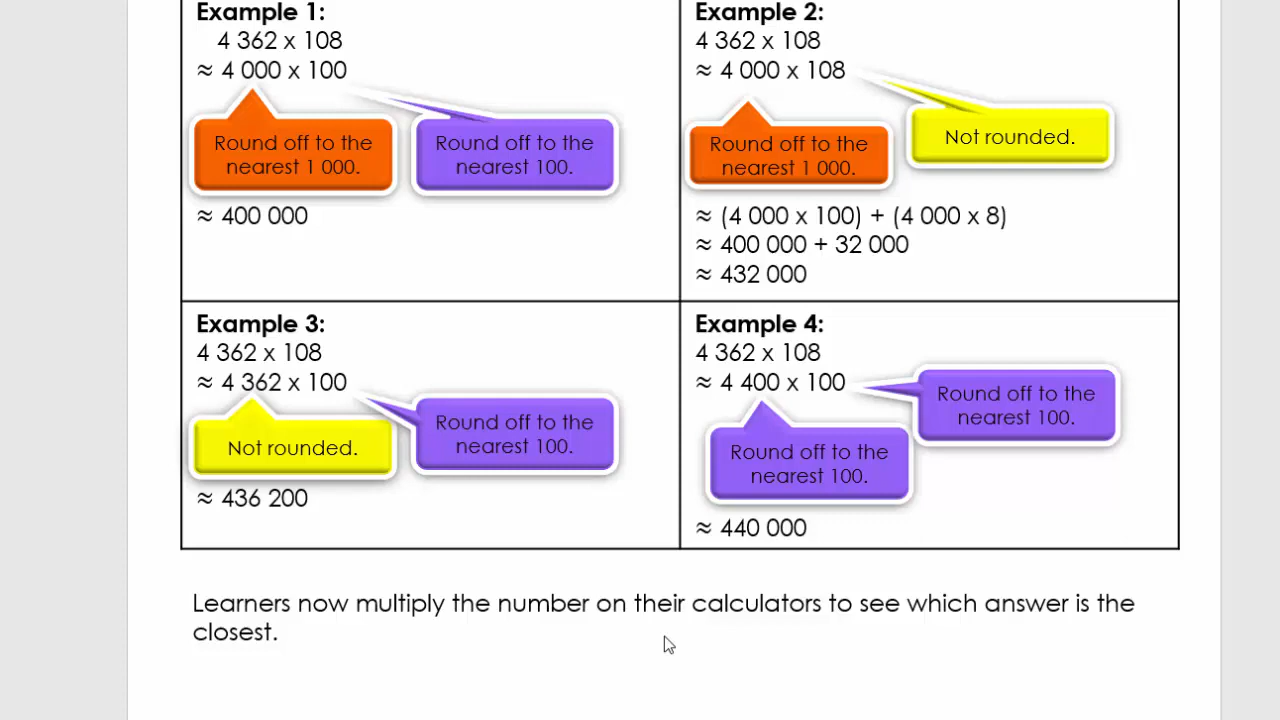 Example 1:
4 362 x 108
≈ 4 000 x 100
Round off to the
nearest 1 000.
Round off to the
nearest 100.
≈ 400 000
Example 2:
4 362 x 108
≈ 4 000 x 108
Round off to the
nearest 1 000.
Not rounded.
≈ (4 000 x 100) + (4 000 x 8)
≈ 400 000 + 32 000
≈ 432 000
Example 3:
4 362 x 108
≈ 4 362 x 100
Not rounded.
Round off to the
nearest 100.
≈ 436 200
Example 4:
4 362 x 108
≈ 4 400 x 100
Round off to the
nearest 100.
Round off to the
nearest 100.
≈ 440 000
Learners now multiply the number on their calculators to see which answer is the
closest.